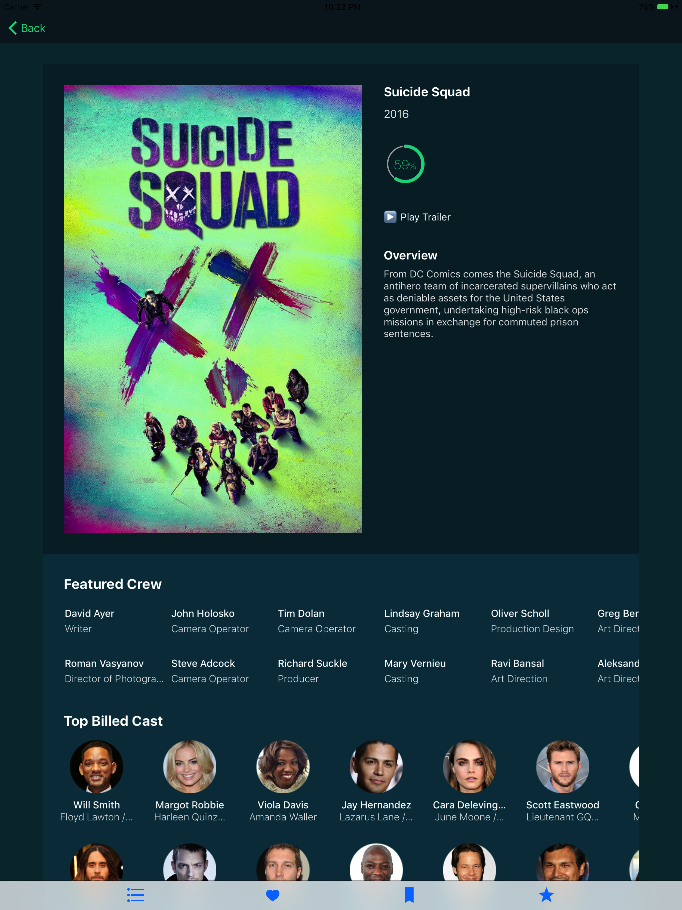 Carrier 10:32 PM
Back
SUICIDE
SQUAD
Suicide Squad
2016
59%
Play Trailer
Overview
From DC Comics comes the Suicide Squad, an
antihero team of incarcerated supervillains who act
as deniable assets for the United States
government, undertaking high-risk black ops
missions in exchange for commuted prison
sentences.
Featured Crew
David Ayer John Holosko Tim Dolan Lindsay Graham Oliver Scholl Greg Ber
Writer Camera Operator Camera Operator Casting Production Design Art Direct
Roman Vasyanov Steve Adcock Richard Suckle Mary Vernieu Ravi Bansal Aleksand
Director of Photogra... Camera Operator Producer Casting Art Direction Art Direct
Top Billed Cast
Will Smith Margot Robbie Viola Davis Jay Hernandez Cara Deleving... Scott Eastwood
Floyd Lawton /... Harleen Quinz... Amanda Waller Lazarus Lane /... June Moone /... Lieutenant GQ...